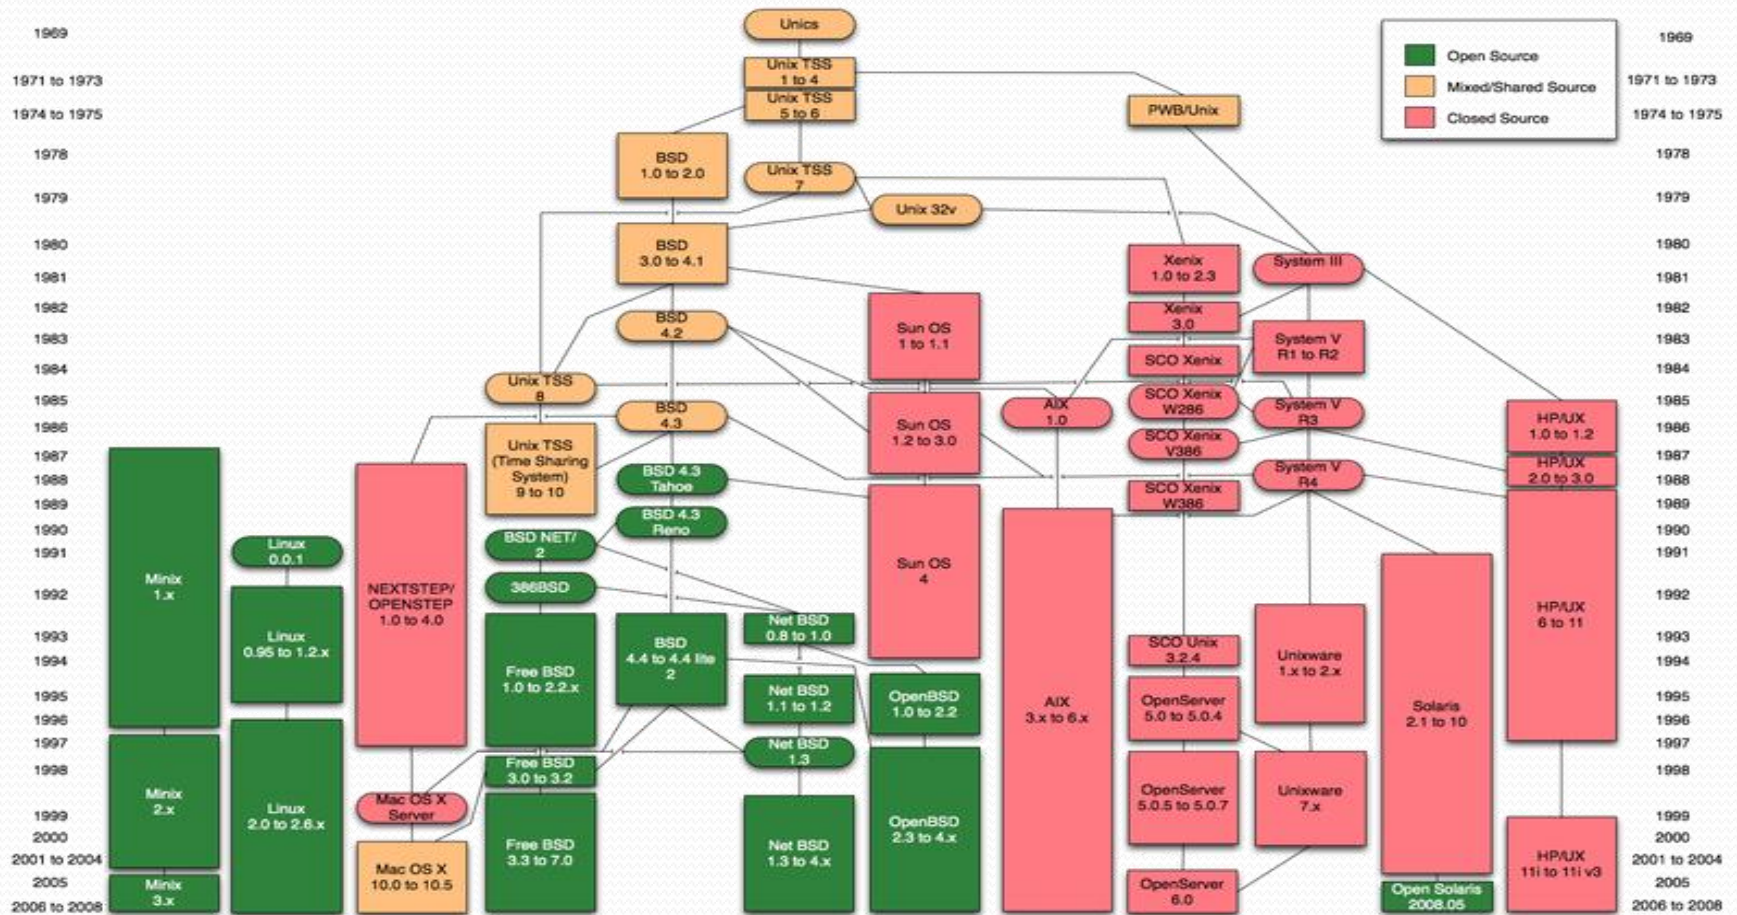 1969
1971 to 1973
1974 to 1975
1978
1979
1980
1981
1982
1983
1984
1985
1986
1987
1988
1989
1990
1991
1992
1993
1994
1995
1996
1997
1998
1999
2000
2001 to 2004
2005
2006 to 2008
Minix
1.x
Minix
2.x
Minix
3.x
Linux
0.0.1
Linux
0.95 to 1.2.x
Linux
2.0 to 2.6.x
NEXTSTEP/
OPENSTEP
1.0 to 4.0
Mac OS X
Server
Mac OS X
10.0 to 10.5
Unics
Unix TSS
1 to 4
Unix TSS
5 to 6
PWB/Unix
BSD
1.0 to 2.0
Unix TSS
7
Unix 32v
BSD
3.0 to 4.1
BSD
4.2
Unix TSS
8
BSD
4.3
Unix TSS
(Time Sharing
System)
9 to 10
BSD 4.3
Tahoe
BSD 4.3
Reno
BSD NET/
2
386BSD
Free BSD
1.0 to 2.2.x
Free BSD
3.0 to 3.2
Free BSD
3.3 to 7.0
BSD
4.4 to 4.4 lite
2
Net BSD
0.8 to 1.0
Net BSD
1.1 to 1.2
Net BSD
1.3
Net BSD
1.3 to 4.x
Sun OS
1 to 1.1
Sun OS
1.2 to 3.0
Sun OS
4
OpenBSD
1.0 to 2.2
OpenBSD
2.3 to 4.x
AIX
1.0
AIX
3.x to 6.x
Xenix
1.0 to 2.3
Xenix
3.0
SCO Xenix
SCO Xenix
W286
SCO Xenix
V386
SCO Xenix
W386
SCO Unix
3.2.4
OpenServer
5.0 to 5.0.4
OpenServer
5.0.5 to 5.0.7
OpenServer
6.0
System III
System V
R1 to R2
System V
R3
System V
R4
Unixware
1.x to 2.x
Unixware
7.x
Solaris
2.1 to 10
Open Solaris
2008.05
HP/UX
1.0 to 1.2
HP/UX
2.0 to 3.0
HP/UX
6 to 11
HP/UX
11i to 11i v3
Open Source
Mixed/Shared Source
Closed Source
1969
1971 to 1973
1974 to 1975
1978
1979
1980
1981
1982
1983
1984
1985
1986
1987
1988
1989
1990
1991
1992
1993
1994
1995
1996
1997
1998
1999
2000
2001 to 2004
2005
2006 to 2008